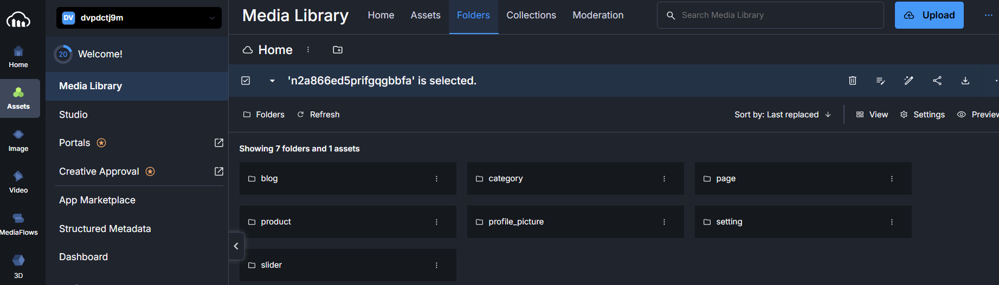 DV dvpdctj9m
Media Library Home Assets Folders Collections Moderation Search Media Library Upload
20 Welcome!
Home
Assets
Image
Video
MediaFlows
3D
Media Library
Studio
Portals
Creative Approval
App Marketplace
Structured Metadata
Dashboard
Home
'n2a866ed5prifgqgbbfa' is selected.
Folders Refresh Sort by: Last replaced View Settings Preview
Showing 7 folders and 1 assets
blog category page
product profile_picture setting
slider